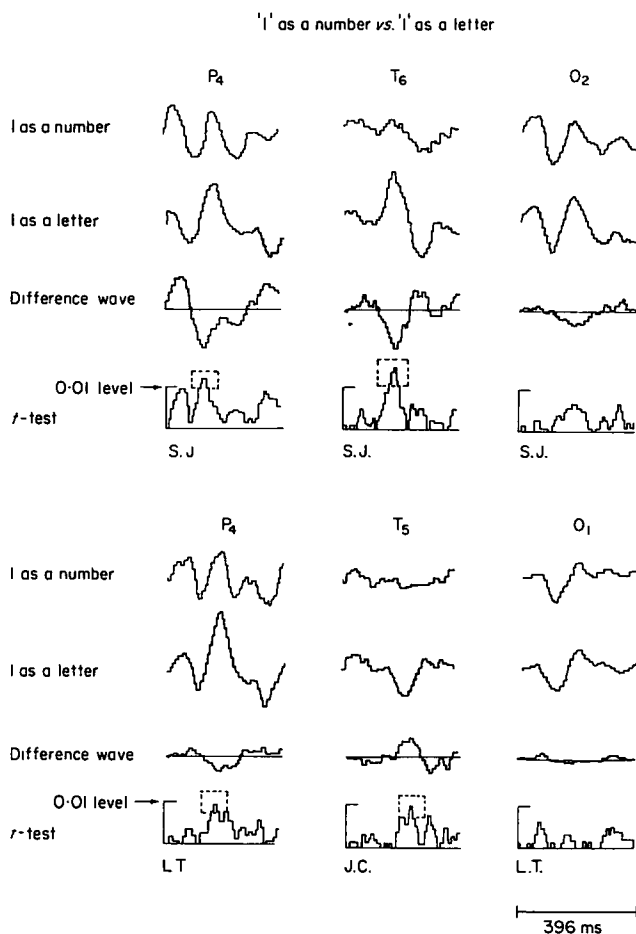 'I' as a number vs. 'I' as a letter
P4 T6 O2
I as a number
I as a letter
Difference wave
0·01 level
t-test
S.J S.J. S.J.
P4 T5 O1
I as a number
I as a letter
Difference wave
0·01 level
t-test
L T J.C. L.T.
396 ms